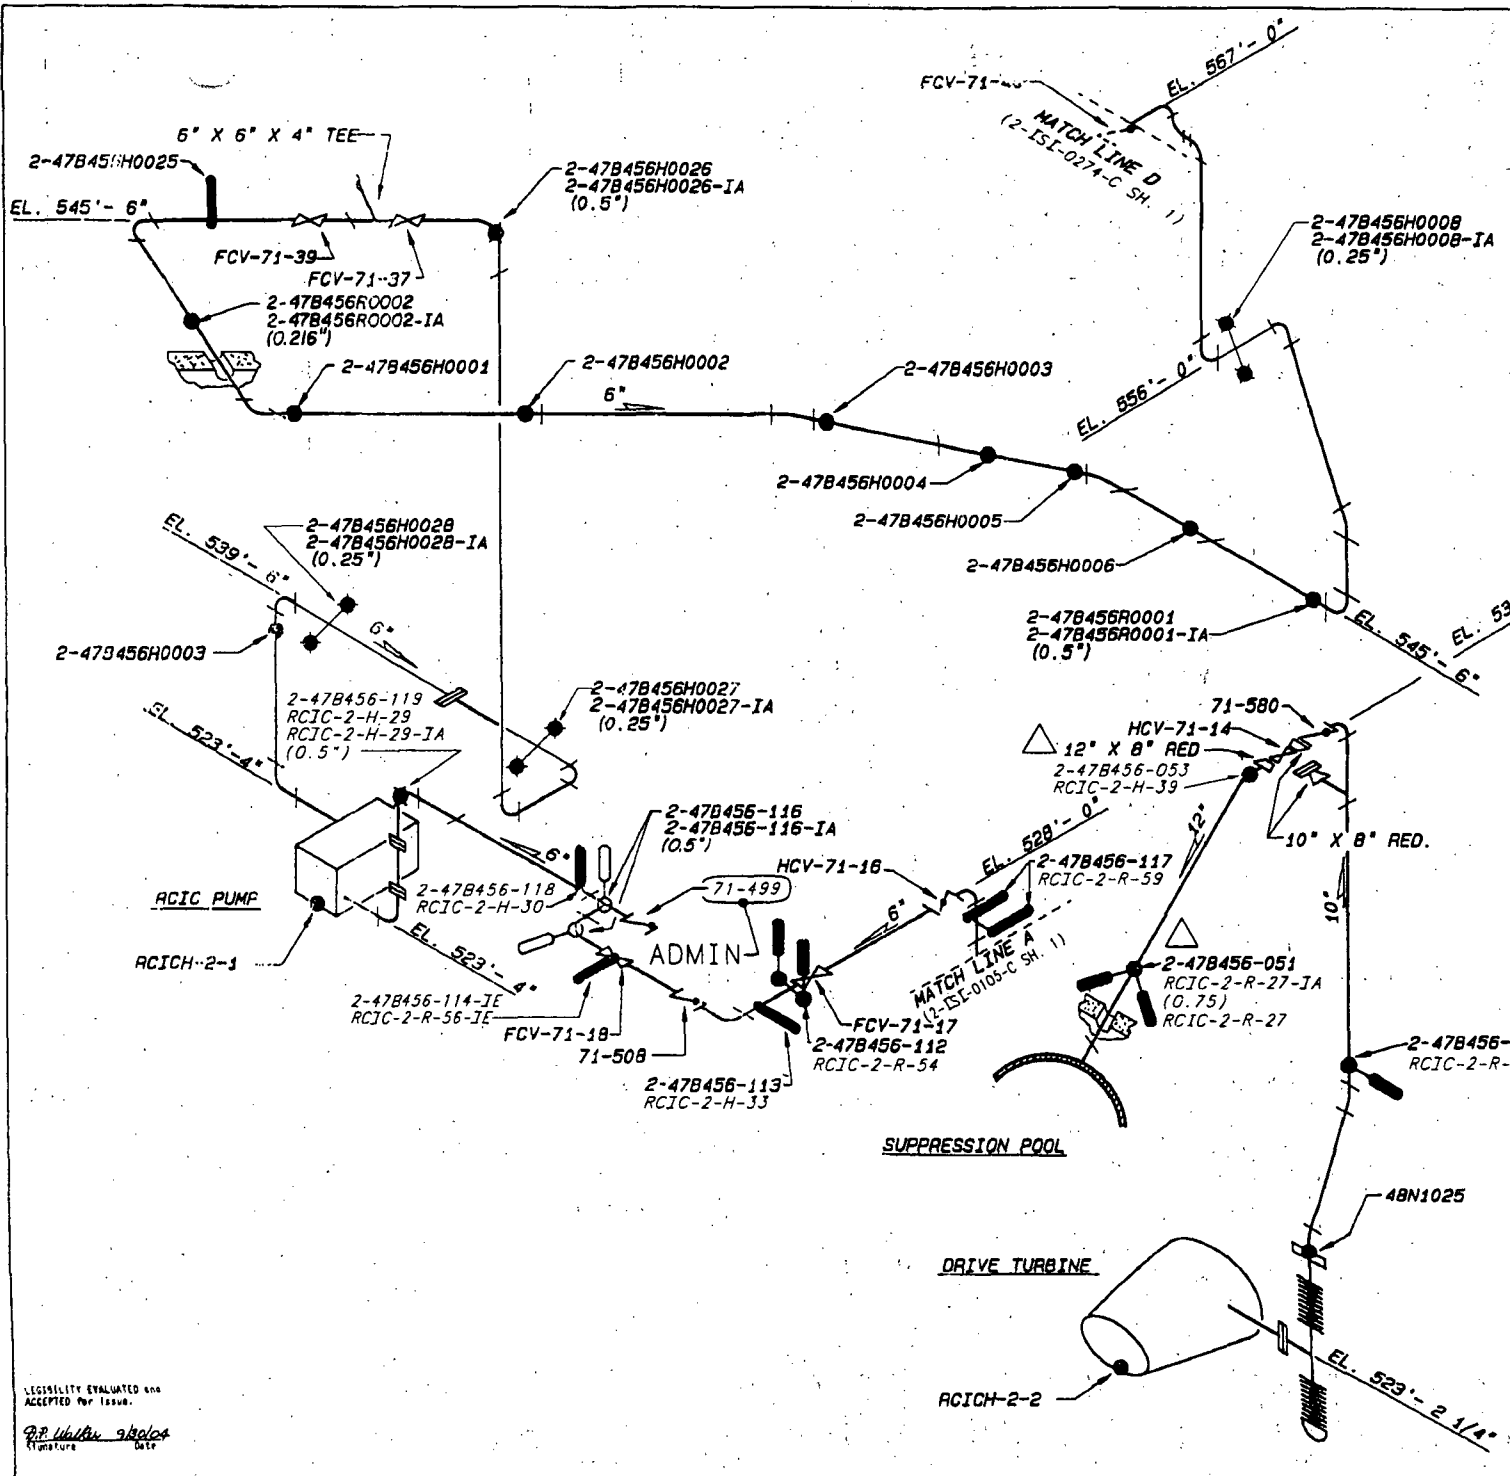 FCV-71-
EL. 567'- 0"
MATCH LINE D
(2-ISI-0274-C SH. 1)
6" X 6" X 4" TEE
2-47B456H0025
EL. 545'- 6"
FCV-71-39
FCV-71-37
2-47B456H0026
2-47B456H0026-IA
(0.5")
2-47B456H0008
2-47B456H0008-IA
(0.25")
2-47B456R0002
2-47B456R0002-IA
(0.216")
2-47B456H0001
2-47B456H0002
6"
2-47B456H0003
EL. 556'- 0"
2-47B456H0004
2-47B456H0005
2-47B456H0006
EL. 539'- 6"
2-47B456H0028
2-47B456H0028-IA
(0.25")
6"
2-47B456H0003
2-47B456R0001
2-47B456R0001-IA
(0.5")
EL. 545'- 6"
EL. 53
2-47B456-119
RCIC-2-H-29
RCIC-2-H-29-IA
(0.5")
EL. 523'-4"
2-47B456H0027
2-47B456H0027-IA
(0.25")
71-580
HCV-71-14
12" X 8" RED
2-47B456-053
RCIC-2-H-39
12"
10" X 8" RED.
10"
2-47B456-116
2-47B456-116-IA
(0.5")
6"
HCV-71-16
EL. 528'- 0"
2-47B456-117
RCIC-2-R-59
71-499
ADMIN
6"
MATCH LINE A
(2-ISI-0105-C SH. 1)
RCIC PUMP
2-47B456-118
RCIC-2-H-30
RCICH-2-1
EL. 523'- 4"
2-47B456-114-IE
RCIC-2-R-56-IE
FCV-71-18
71-508
FCV-71-17
2-47B456-112
RCIC-2-R-54
2-47B456-113
RCIC-2-H-33
2-47B456-051
RCIC-2-R-27-IA
(0.75)
RCIC-2-R-27
2-47B456-
RCIC-2-R-
SUPPRESSION POOL
48N1025
DRIVE TURBINE
RCICH-2-2
EL. 523'- 2 1/4"
LEGIBILITY EVALUATED and
ACCEPTED for Issue.
9/30/04
Signature Date